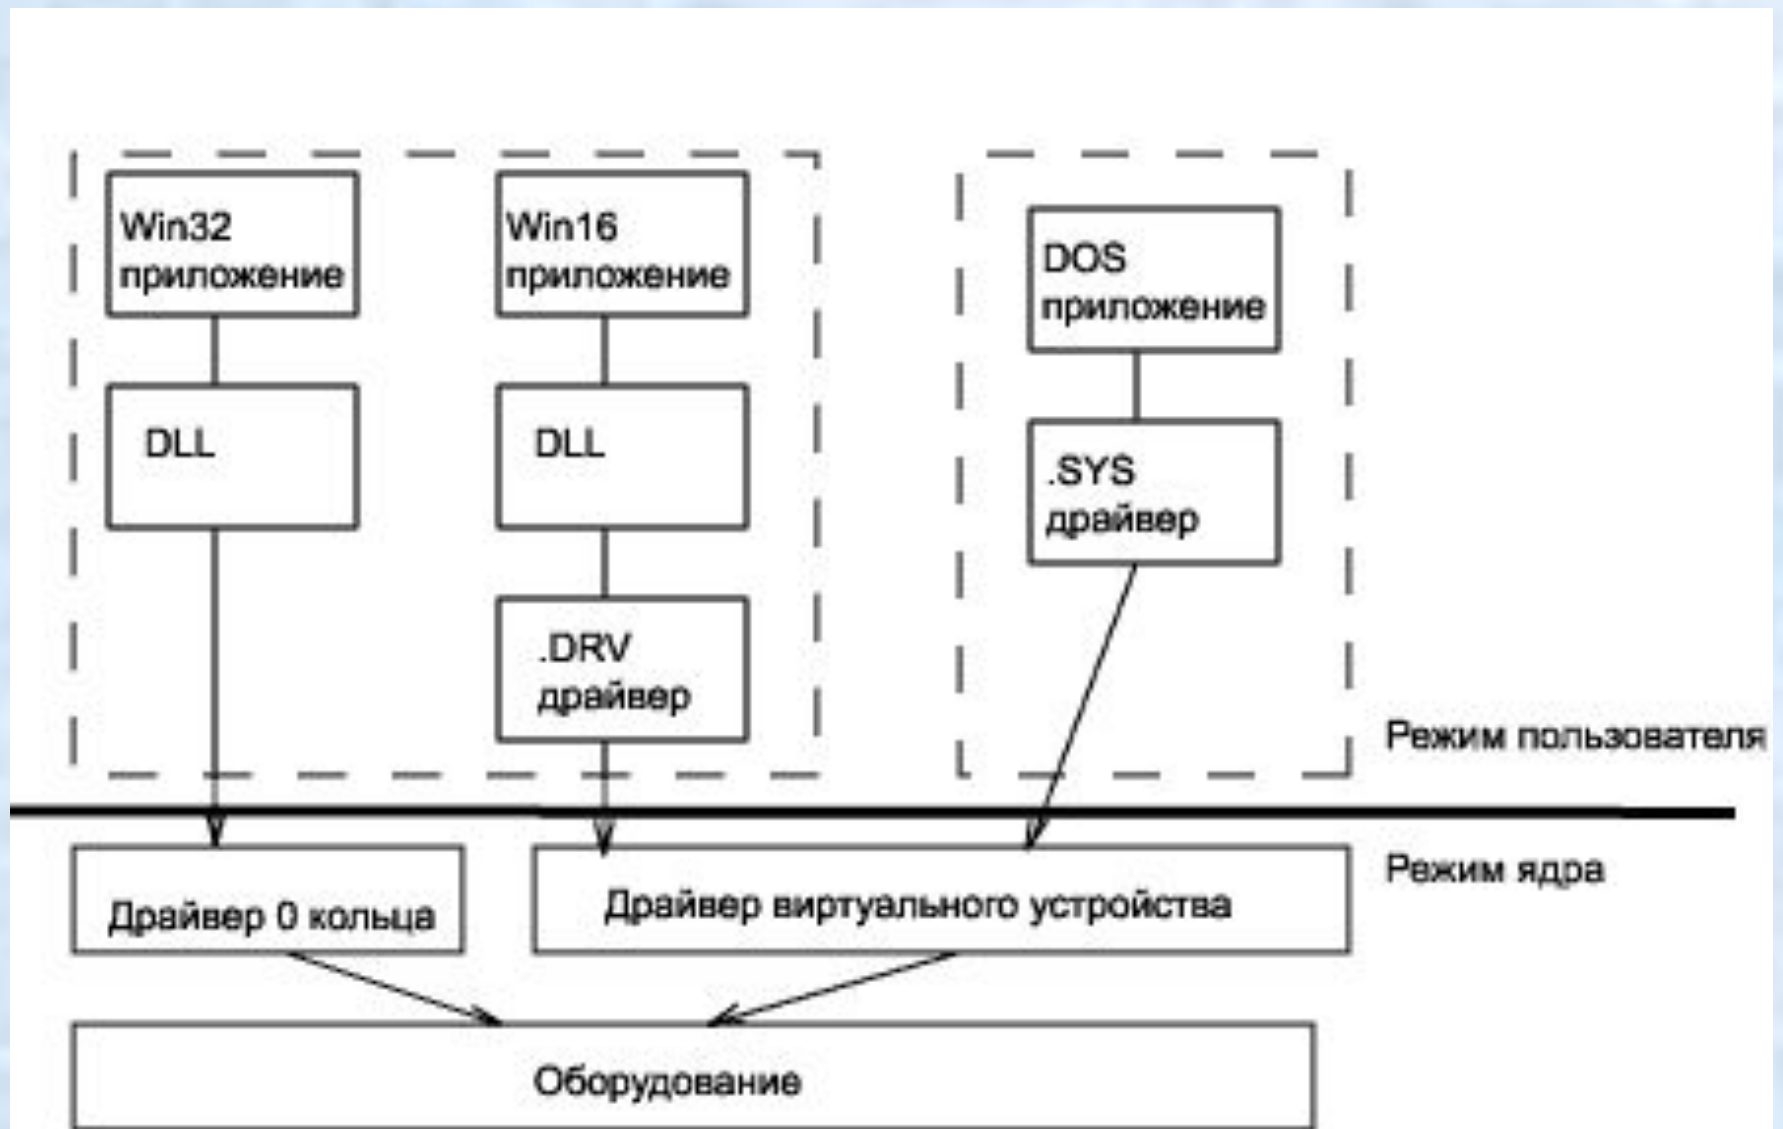 Win32
приложение
Win16
приложение
DOS
приложение
DLL
DLL
.SYS
драйвер
.DRV
драйвер
Режим пользователя
Режим ядра
Драйвер 0 кольца
Драйвер виртуального устройства
Оборудование